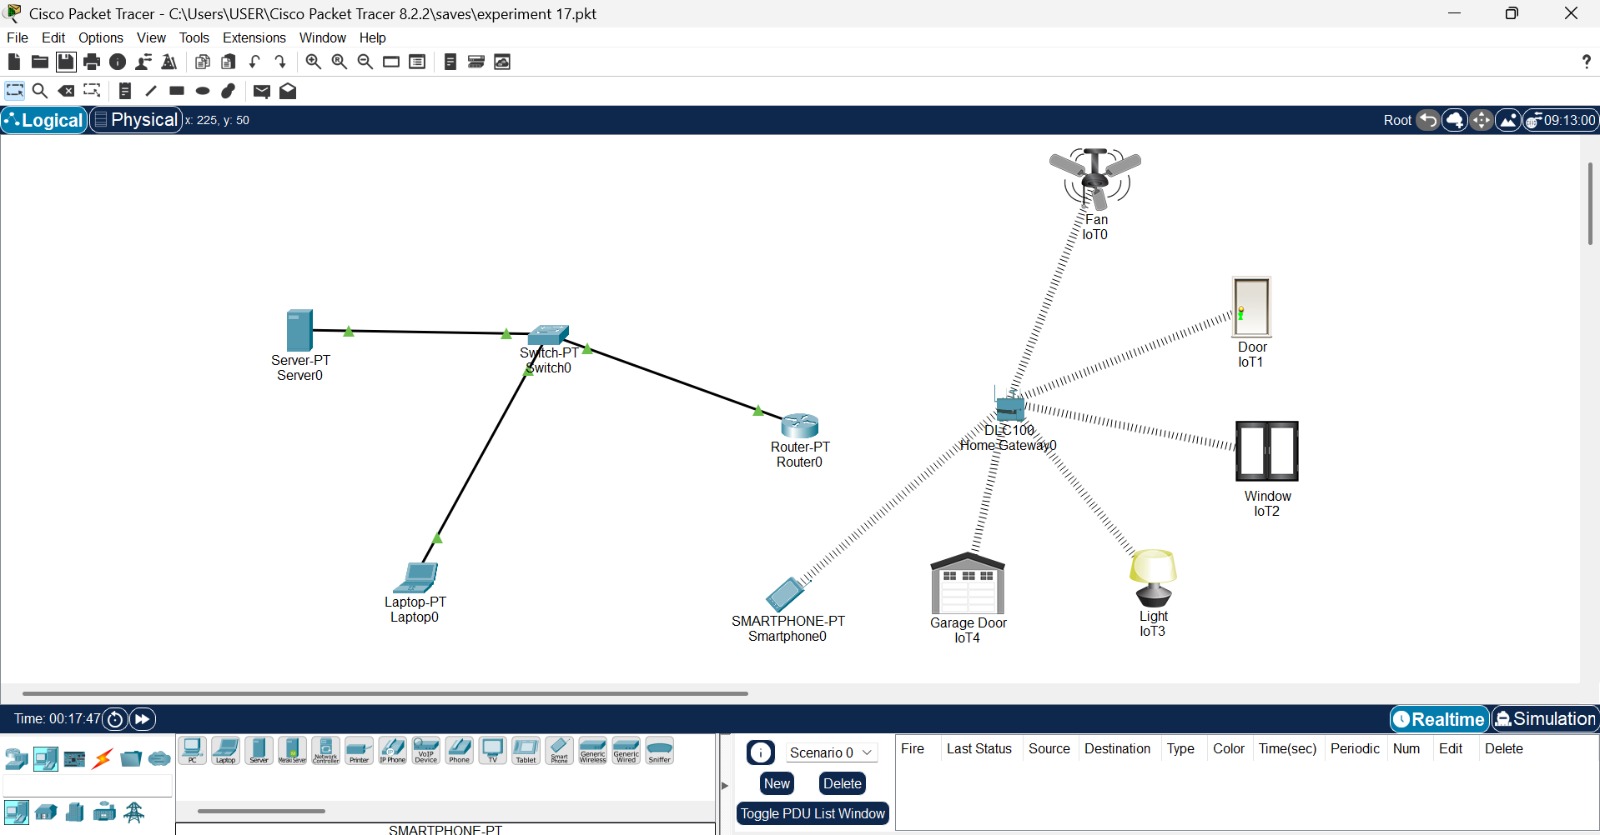 Cisco Packet Tracer - C:\Users\USER\Cisco Packet Tracer 8.2.2\saves\experiment 17.pkt
File Edit Options View Tools Extensions Window Help
?
Logical Physical x: 225, y: 50 Root 09:13:00
Fan
IoT0
Door
IoT1
Server-PT
Server0
Switch-PT
Switch0
DLC100
Home Gateway0
Router-PT
Router0
Window
IoT2
Laptop-PT
Laptop0
SMARTPHONE-PT
Smartphone0
Garage Door
IoT4
Light
IoT3
Time: 00:17:47 Realtime Simulation
PC Laptop Server Meraki Server Network Controller Printer IP Phone VoIP Device Phone TV Tablet Smart Phone Generic Wireless Generic Wired Sniffer
Scenario 0
New Delete
Toggle PDU List Window
Fire Last Status Source Destination Type Color Time(sec) Periodic Num Edit Delete
SMARTPHONE-PT